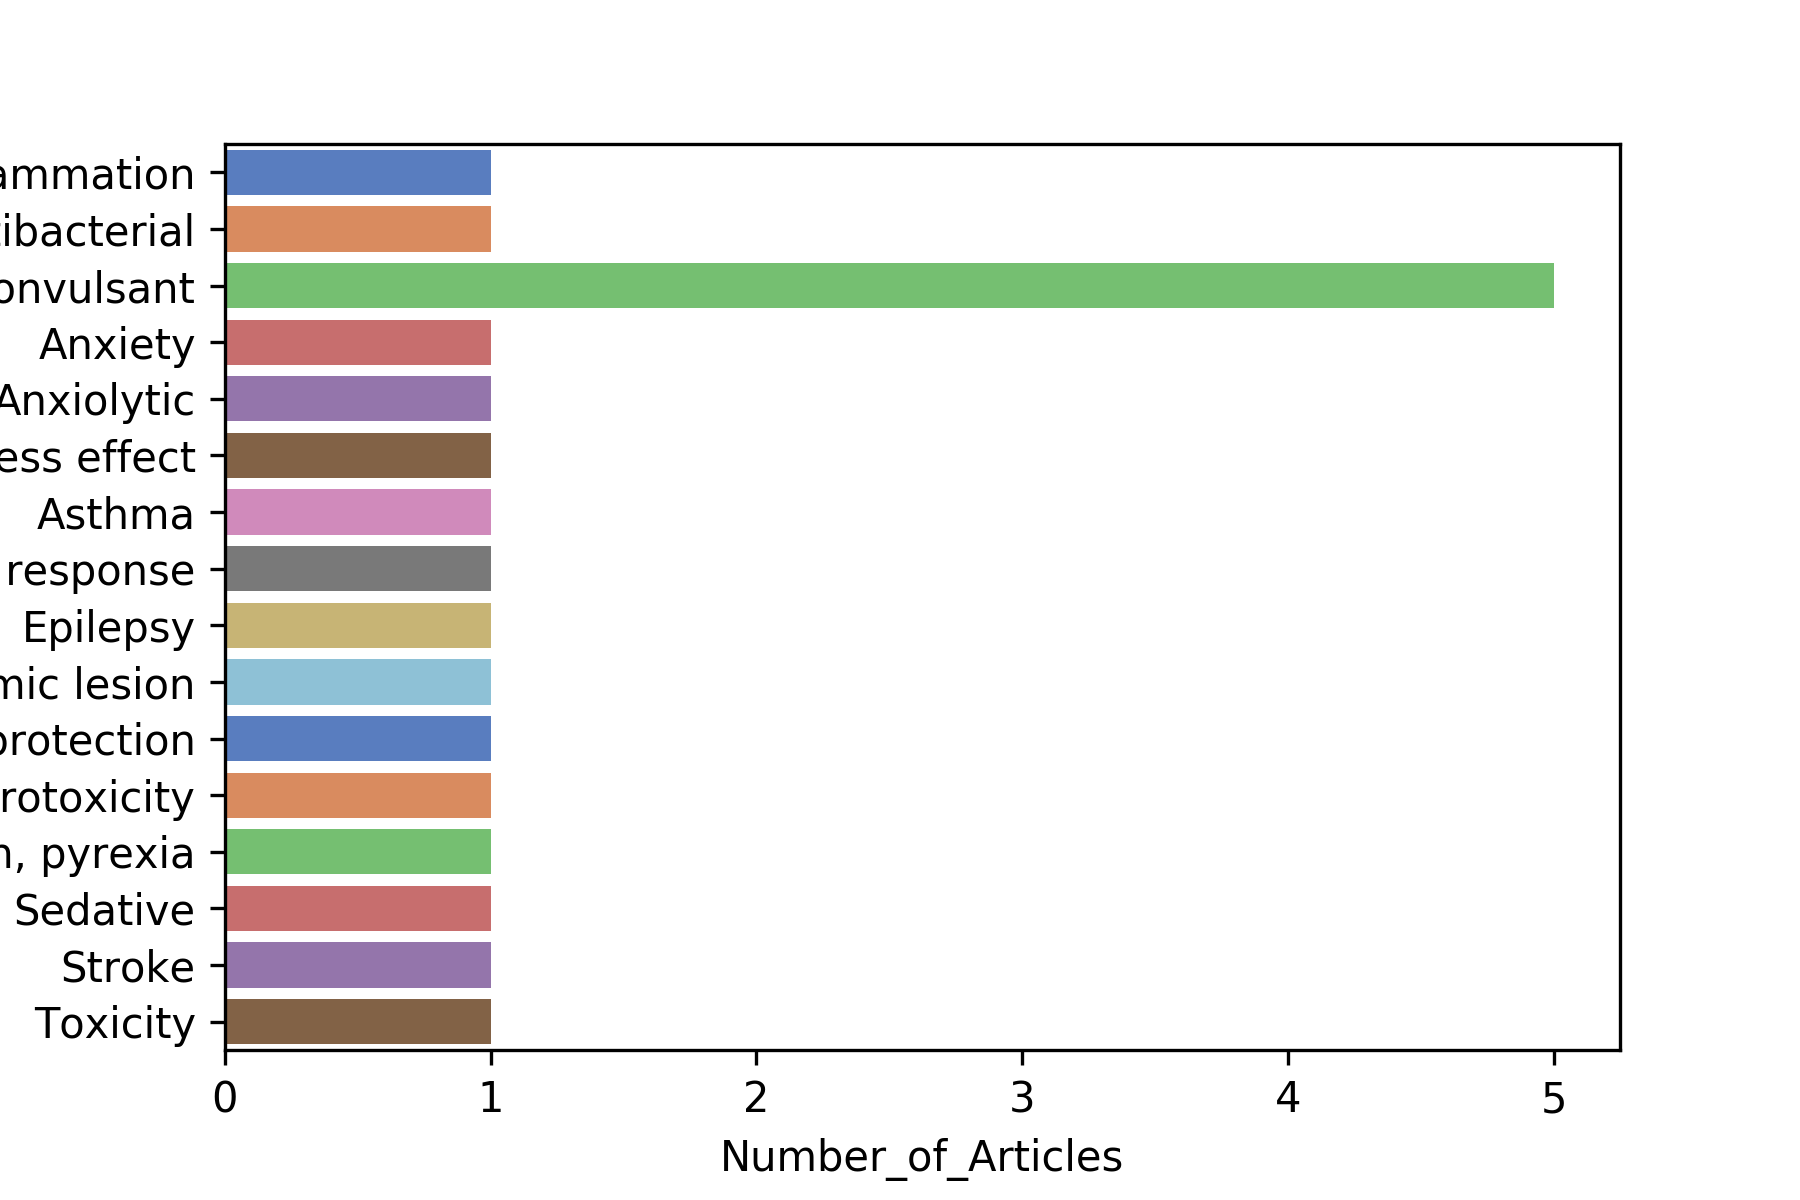 ammation
ibacterial
onvulsant
Anxiety
Anxiolytic
ess effect
Asthma
response
Epilepsy
mic lesion
protection
rotoxicity
n, pyrexia
Sedative
Stroke
Toxicity
0 1 2 3 4 5
Number_of_Articles